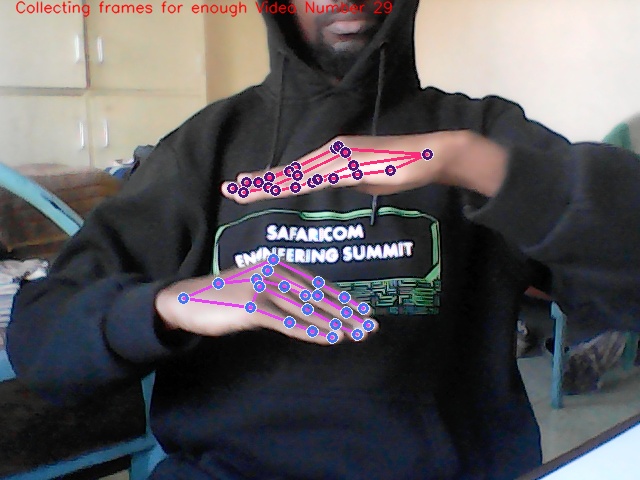 Collecting frames for enough Video Number 29
SAFARICOM
ENGINEERING SUMMIT